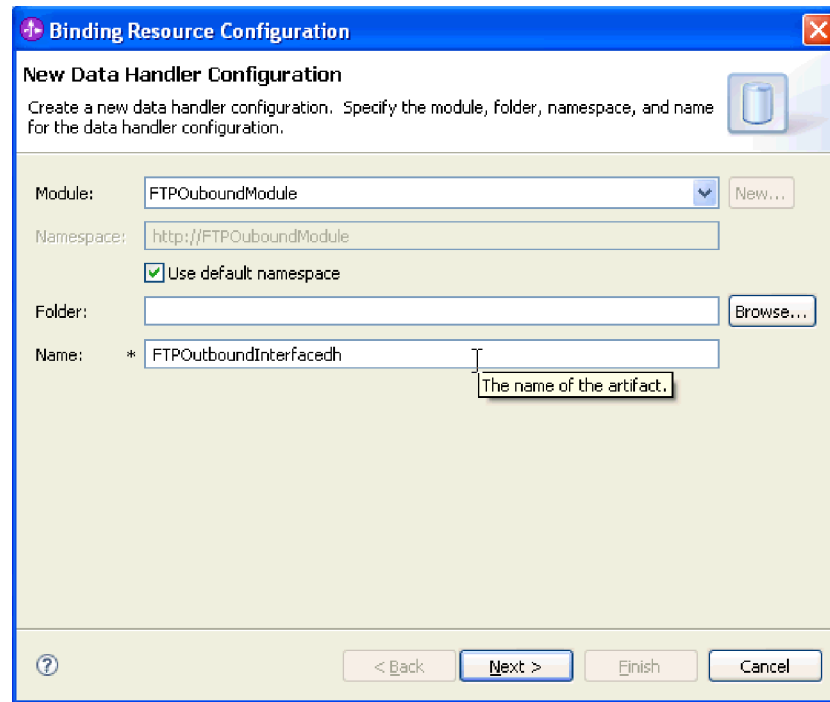 Binding Resource Configuration
New Data Handler Configuration
Create a new data handler configuration. Specify the module, folder, namespace, and name
for the data handler configuration.
Module: FTPOuboundModule New...
Namespace: http://FTPOuboundModule
Use default namespace
Folder: Browse...
Name: * FTPOutboundInterfacedh
The name of the artifact.
< Back Next > Finish Cancel